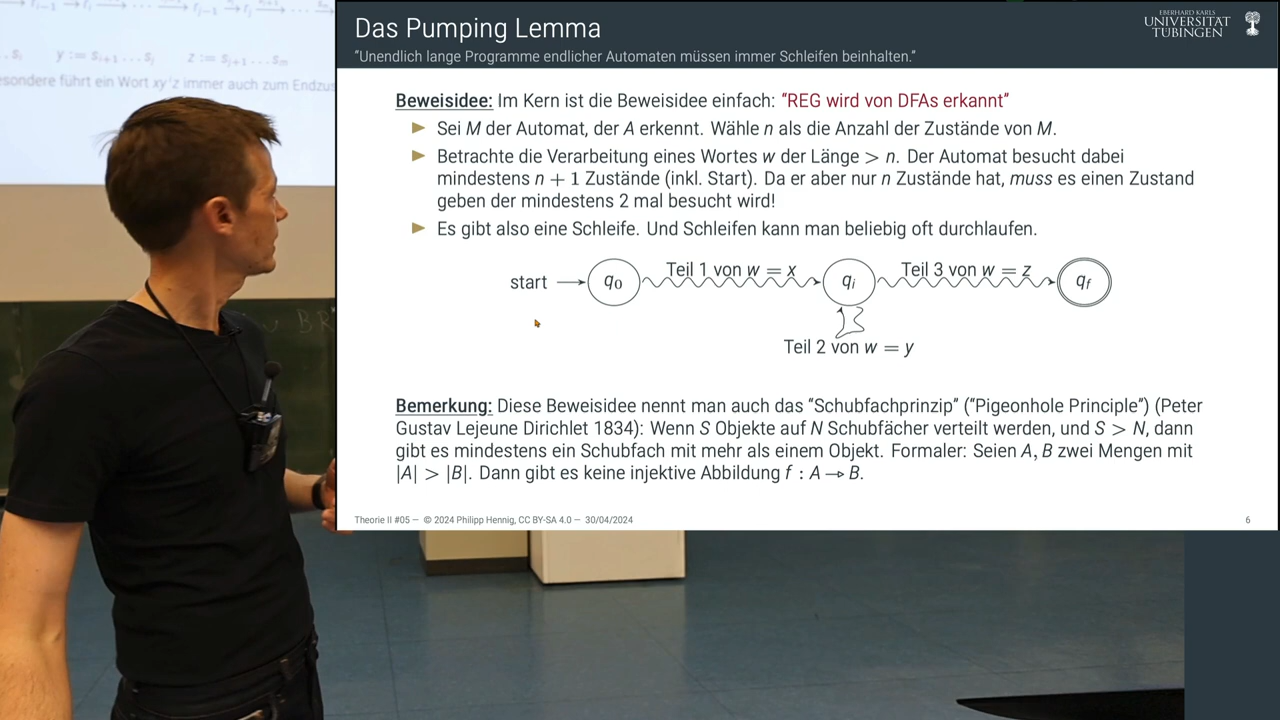 y := s_{i+1} ... s_j z := s_{j+1} ... s_m
führt ein Wort xy^i z immer auch zum
Das Pumping Lemma
EBERHARD KARLS
UNIVERSITÄT
TÜBINGEN
“Unendlich lange Programme endlicher Automaten müssen immer Schleifen beinhalten.”
Beweisidee: Im Kern ist die Beweisidee einfach: “REG wird von DFAs erkannt”
▶ Sei M der Automat, der A erkennt. Wähle n als die Anzahl der Zustände von M.
▶ Betrachte die Verarbeitung eines Wortes w der Länge > n. Der Automat besucht dabei
mindestens n + 1 Zustände (inkl. Start). Da er aber nur n Zustände hat, muss es einen Zustand
geben der mindestens 2 mal besucht wird!
▶ Es gibt also eine Schleife. Und Schleifen kann man beliebig oft durchlaufen.
start q₀ Teil 1 von w = x qᵢ Teil 3 von w = z q_f
Teil 2 von w = y
Bemerkung: Diese Beweisidee nennt man auch das “Schubfachprinzip” (“Pigeonhole Principle”) (Peter
Gustav Lejeune Dirichlet 1834): Wenn S Objekte auf N Schubfächer verteilt werden, und S > N, dann
gibt es mindestens ein Schubfach mit mehr als einem Objekt. Formaler: Seien A, B zwei Mengen mit
|A| > |B|. Dann gibt es keine injektive Abbildung f : A → B.
Theorie II #05 — © 2024 Philipp Hennig, CC BY-SA 4.0 — 30/04/2024
6